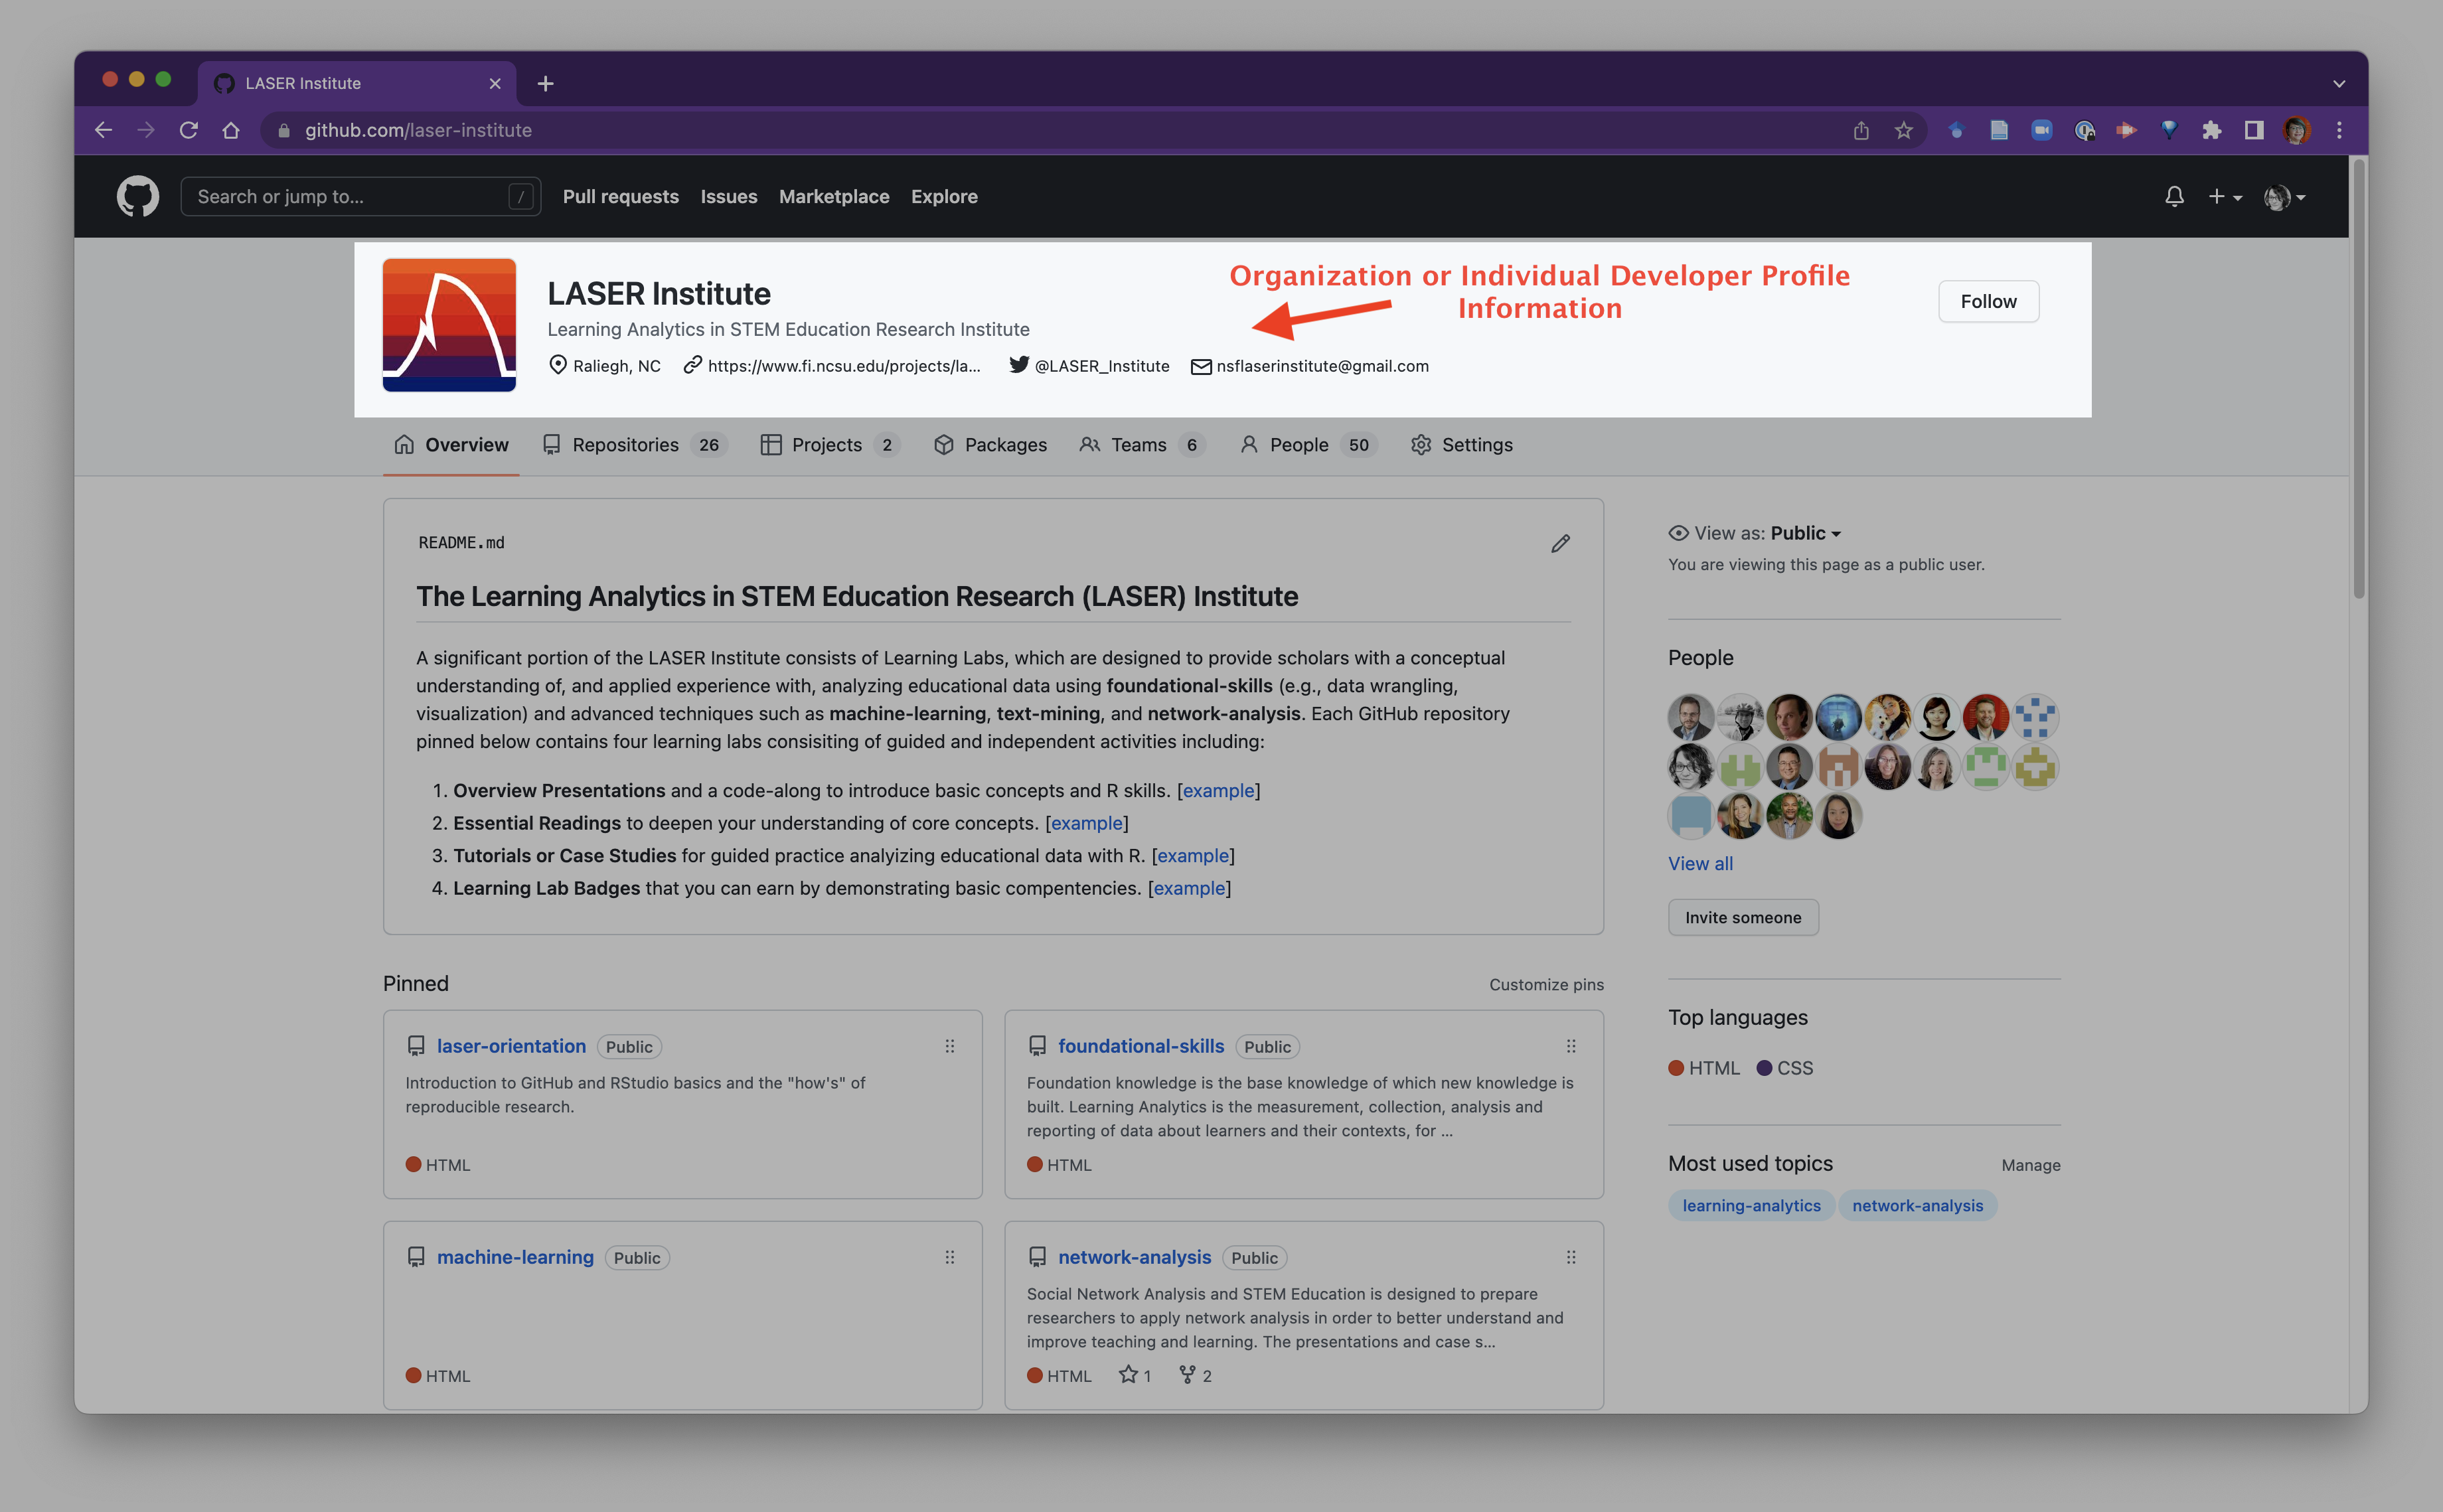 LASER Institute
github.com/laser-institute
Search or jump to... /
Pull requests Issues Marketplace Explore
LASER Institute
Learning Analytics in STEM Education Research Institute
Raliegh, NC https://www.fi.ncsu.edu/projects/la... @LASER_Institute nsflaserinstitute@gmail.com
Organization or Individual Developer Profile
Information
Follow
Overview Repositories 26 Projects 2 Packages Teams 6 People 50 Settings
README.md
The Learning Analytics in STEM Education Research (LASER) Institute
A significant portion of the LASER Institute consists of Learning Labs, which are designed to provide scholars with a conceptual
understanding of, and applied experience with, analyzing educational data using foundational-skills (e.g., data wrangling,
visualization) and advanced techniques such as machine-learning, text-mining, and network-analysis. Each GitHub repository
pinned below contains four learning labs consisiting of guided and independent activities including:
1. Overview Presentations and a code-along to introduce basic concepts and R skills. [example]
2. Essential Readings to deepen your understanding of core concepts. [example]
3. Tutorials or Case Studies for guided practice analyizing educational data with R. [example]
4. Learning Lab Badges that you can earn by demonstrating basic compentencies. [example]
Pinned
Customize pins
laser-orientation Public
Introduction to GitHub and RStudio basics and the "how's" of
reproducible research.
HTML
foundational-skills Public
Foundation knowledge is the base knowledge of which new knowledge is
built. Learning Analytics is the measurement, collection, analysis and
reporting of data about learners and their contexts, for ...
HTML
machine-learning Public
HTML
network-analysis Public
Social Network Analysis and STEM Education is designed to prepare
researchers to apply network analysis in order to better understand and
improve teaching and learning. The presentations and case s...
HTML 1 2
View as: Public
You are viewing this page as a public user.
People
View all
Invite someone
Top languages
HTML CSS
Most used topics
Manage
learning-analytics network-analysis